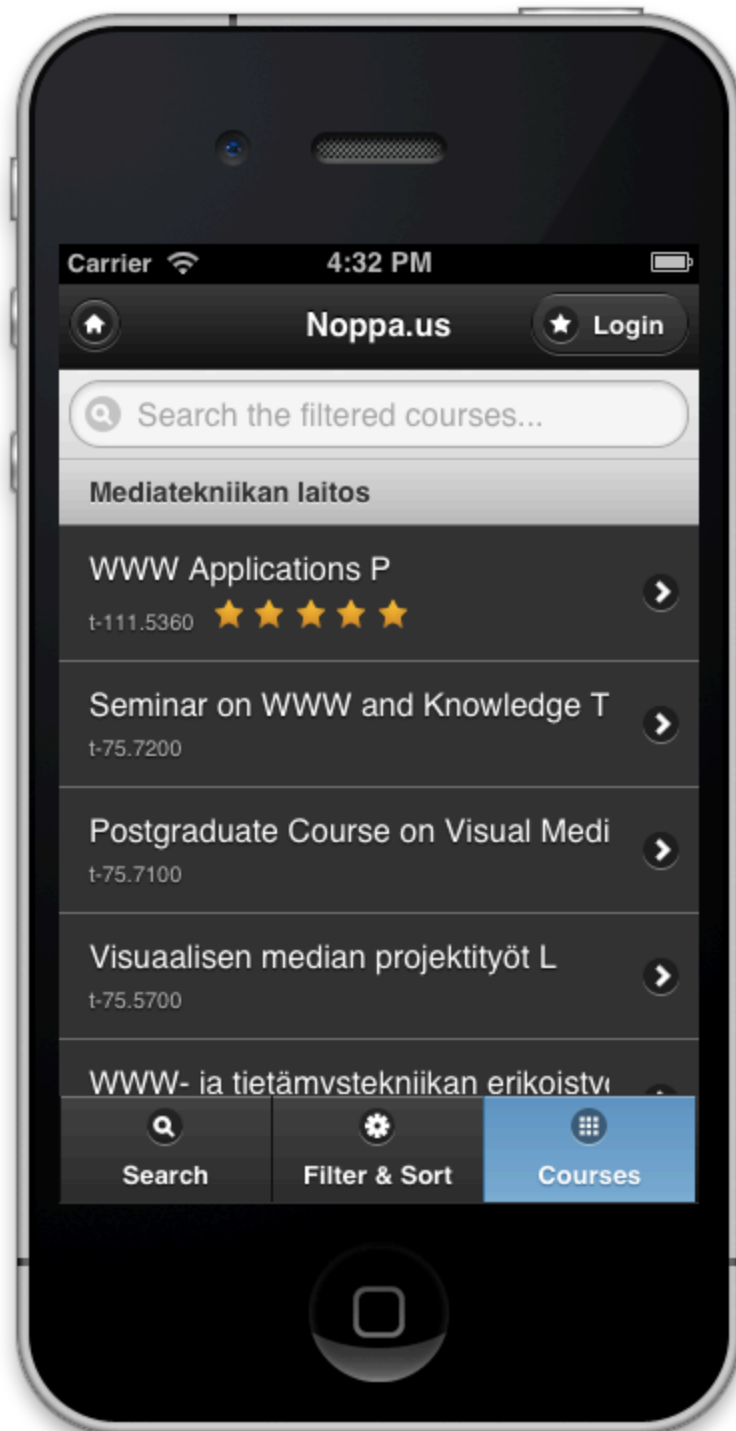 Carrier 4:32 PM
Noppa.us Login
Search the filtered courses...
Mediatekniikan laitos
WWW Applications P
t-111.5360
Seminar on WWW and Knowledge T
t-75.7200
Postgraduate Course on Visual Medi
t-75.7100
Visuaalisen median projektityöt L
t-75.5700
WWW- ja tietämystekniikan
Search Filter & Sort Courses